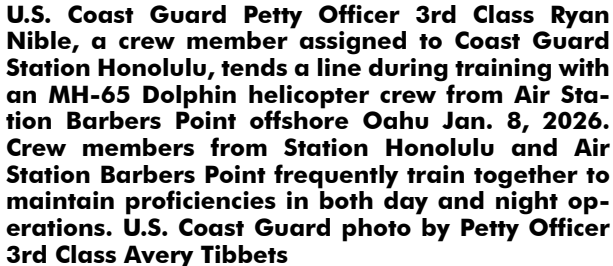 U.S. Coast Guard Petty Officer 3rd Class Ryan
Nible, a crew member assigned to Coast Guard
Station Honolulu, tends a line during training with
an MH-65 Dolphin helicopter crew from Air Sta-
tion Barbers Point offshore Oahu Jan. 8, 2026.
Crew members from Station Honolulu and Air
Station Barbers Point frequently train together to
maintain proficiencies in both day and night op-
erations. U.S. Coast Guard photo by Petty Officer
3rd Class Avery Tibbets